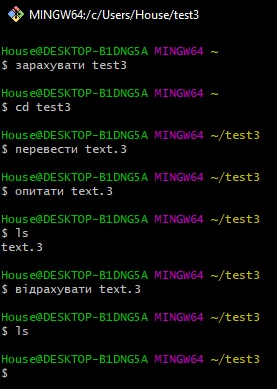 MINGW64:/c/Users/House/test3
House@DESKTOP-B1DNG5A MINGW64 ~
$ зарахувати test3
House@DESKTOP-B1DNG5A MINGW64 ~
$ cd test3
House@DESKTOP-B1DNG5A MINGW64 ~/test3
$ перевести text.3
House@DESKTOP-B1DNG5A MINGW64 ~/test3
$ опитати text.3
House@DESKTOP-B1DNG5A MINGW64 ~/test3
$ ls
text.3
House@DESKTOP-B1DNG5A MINGW64 ~/test3
$ відрахувати text.3
House@DESKTOP-B1DNG5A MINGW64 ~/test3
$ ls
House@DESKTOP-B1DNG5A MINGW64 ~/test3
$